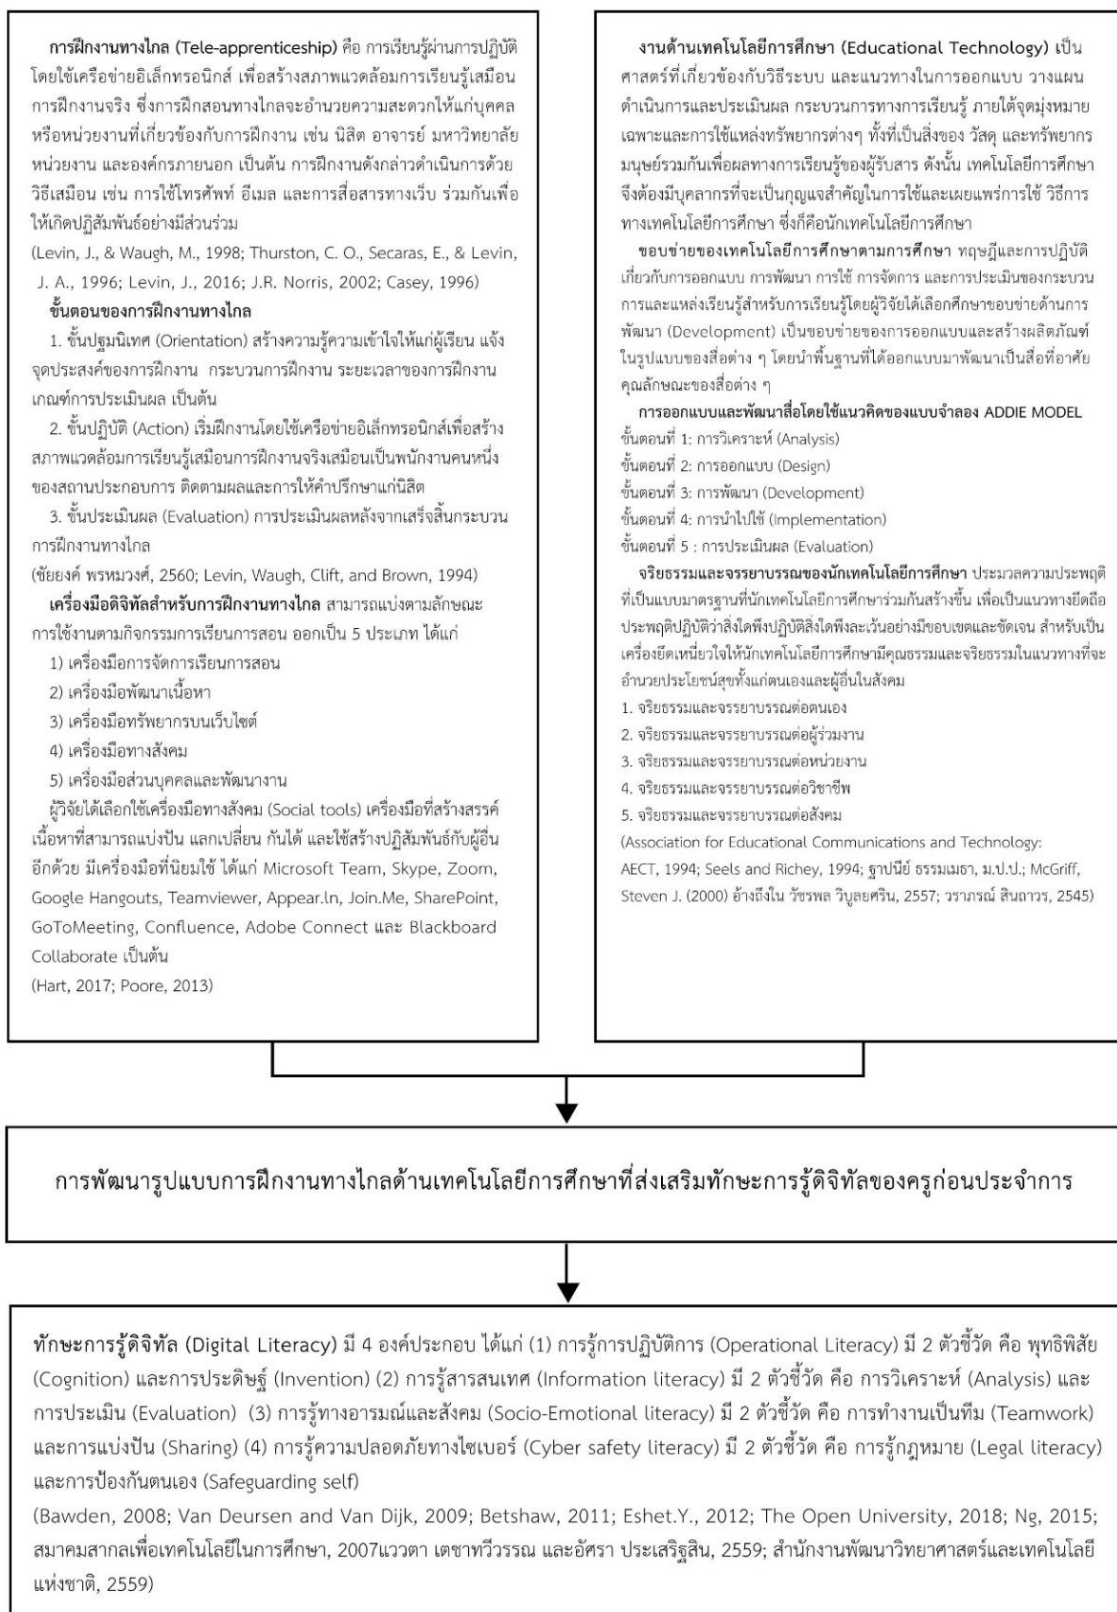 การฝึกงานทางไกล (Tele-apprenticeship) คือ การเรียนรู้ผ่านการปฏิบัติ
โดยใช้เครือข่ายอิเล็กทรอนิกส์ เพื่อสร้างสภาพแวดล้อมการเรียนรู้เสมือน
การฝึกงานจริง ซึ่งการฝึกสอนทางไกลจะอำนวยความสะดวกให้แก่บุคคล
หรือหน่วยงานที่เกี่ยวข้องกับการฝึกงาน เช่น นิสิต อาจารย์ มหาวิทยาลัย
หน่วยงาน และองค์กรภายนอก เป็นต้น การฝึกงานดังกล่าวดำเนินการด้วย
วิธีเสมือน เช่น การใช้โทรศัพท์ อีเมล และการสื่อสารทางเว็บ ร่วมกันเพื่อ
ให้เกิดปฏิสัมพันธ์อย่างมีส่วนร่วม
(Levin, J., & Waugh, M., 1998; Thurston, C. O., Secaras, E., & Levin,
J. A., 1996; Levin, J., 2016; J.R. Norris, 2002; Casey, 1996)
ขั้นตอนของการฝึกงานทางไกล
1. ขั้นปฐมนิเทศ (Orientation) สร้างความรู้ความเข้าใจให้แก่ผู้เรียน แจ้ง
จุดประสงค์ของการฝึกงาน กระบวนการฝึกงาน ระยะเวลาของการฝึกงาน
เกณฑ์การประเมินผล เป็นต้น
2. ขั้นปฏิบัติ (Action) เริ่มฝึกงานโดยใช้เครือข่ายอิเล็กทรอนิกส์เพื่อสร้าง
สภาพแวดล้อมการเรียนรู้เสมือนการฝึกงานจริงเสมือนเป็นพนักงานคนหนึ่ง
ของสถานประกอบการ ติดตามผลและการให้คำปรึกษาแก่นิสิต
3. ขั้นประเมินผล (Evaluation) การประเมินผลหลังจากเสร็จสิ้นกระบวน
การฝึกงานทางไกล
(ชัยยงค์ พรหมวงศ์, 2560; Levin, Waugh, Clift, and Brown, 1994)
เครื่องมือดิจิทัลสำหรับการฝึกงานทางไกล สามารถแบ่งตามลักษณะ
การใช้งานตามกิจกรรมการเรียนการสอน ออกเป็น 5 ประเภท ได้แก่
1) เครื่องมือการจัดการเรียนการสอน
2) เครื่องมือพัฒนาเนื้อหา
3) เครื่องมือทรัพยากรบนเว็บไซต์
4) เครื่องมือทางสังคม
5) เครื่องมือส่วนบุคคลและพัฒนางาน
ผู้วิจัยได้เลือกใช้เครื่องมือทางสังคม (Social tools) เครื่องมือที่สร้างสรรค์
เนื้อหาที่สามารถแบ่งปัน แลกเปลี่ยน กันได้ และใช้สร้างปฏิสัมพันธ์กับผู้อื่น
อีกด้วย มีเครื่องมือที่นิยมใช้ ได้แก่ Microsoft Team, Skype, Zoom,
Google Hangouts, Teamviewer, Appear.ln, Join.Me, SharePoint,
GoToMeeting, Confluence, Adobe Connect และ Blackboard
Collaborate เป็นต้น
(Hart, 2017; Poore, 2013)
งานด้านเทคโนโลยีการศึกษา (Educational Technology) เป็น
ศาสตร์ที่เกี่ยวข้องกับวิธีระบบ และแนวทางในการออกแบบ วางแผน
ดำเนินการและประเมินผล กระบวนการทางการเรียนรู้ ภายใต้จุดมุ่งหมาย
เฉพาะและการใช้แหล่งทรัพยากรต่างๆ ทั้งที่เป็นสิ่งของ วัสดุ และทรัพยากร
มนุษย์รวมกันเพื่อผลทางการเรียนรู้ของผู้รับสาร ดังนั้น เทคโนโลยีการศึกษา
จึงต้องมีบุคลากรที่จะเป็นกุญแจสำคัญในการใช้และเผยแพร่การใช้ วิธีการ
ทางเทคโนโลยีการศึกษา ซึ่งก็คือนักเทคโนโลยีการศึกษา
ขอบข่ายของเทคโนโลยีการศึกษาตามการศึกษา ทฤษฎีและการปฏิบัติ
เกี่ยวกับการออกแบบ การพัฒนา การใช้ การจัดการ และการประเมินของกระบวน
การและแหล่งเรียนรู้สำหรับการเรียนรู้โดยผู้วิจัยได้เลือกศึกษาขอบข่ายด้านการ
พัฒนา (Development) เป็นขอบข่ายของการออกแบบและสร้างผลิตภัณฑ์
ในรูปแบบของสื่อต่าง ๆ โดยนำพื้นฐานที่ได้ออกแบบมาพัฒนาเป็นสื่อที่อาศัย
คุณลักษณะของสื่อต่าง ๆ
การออกแบบและพัฒนาสื่อโดยใช้แนวคิดของแบบจำลอง ADDIE MODEL
ขั้นตอนที่ 1: การวิเคราะห์ (Analysis)
ขั้นตอนที่ 2: การออกแบบ (Design)
ขั้นตอนที่ 3: การพัฒนา (Development)
ขั้นตอนที่ 4: การนำไปใช้ (Implementation)
ขั้นตอนที่ 5 : การประเมินผล (Evaluation)
จริยธรรมและจรรยาบรรณของนักเทคโนโลยีการศึกษา ประมวลความประพฤติ
ที่เป็นแบบมาตรฐานที่นักเทคโนโลยีการศึกษาร่วมกันสร้างขึ้น เพื่อเป็นแนวทางยึดถือ
ประพฤติปฏิบัติว่าสิ่งใดพึงปฏิบัติสิ่งใดพึงละเว้นอย่างมีขอบเขตและชัดเจน สำหรับเป็น
เครื่องยึดเหนี่ยวใจให้นักเทคโนโลยีการศึกษามีคุณธรรมและจริยธรรมในแนวทางที่จะ
อำนวยประโยชน์สุขทั้งแก่ตนเองและผู้อื่นในสังคม
1. จริยธรรมและจรรยาบรรณต่อตนเอง
2. จริยธรรมและจรรยาบรรณต่อผู้ร่วมงาน
3. จริยธรรมและจรรยาบรรณต่อหน่วยงาน
4. จริยธรรมและจรรยาบรรณต่อวิชาชีพ
5. จริยธรรมและจรรยาบรรณต่อสังคม
(Association for Educational Communications and Technology:
AECT, 1994; Seels and Richey, 1994; ฐาปนีย์ ธรรมเมธา, ม.ป.ป.; McGriff,
Steven J. (2000) อ้างถึงใน วัชรพล วิบูลยศริน, 2557; วราภรณ์ สินถาวร, 2545)
การพัฒนารูปแบบการฝึกงานทางไกลด้านเทคโนโลยีการศึกษาที่ส่งเสริมทักษะการรู้ดิจิทัลของครูก่อนประจำการ
ทักษะการรู้ดิจิทัล (Digital Literacy) มี 4 องค์ประกอบ ได้แก่ (1) การรู้การปฏิบัติการ (Operational Literacy) มี 2 ตัวชี้วัด คือ พุทธิพิสัย
(Cognition) และการประดิษฐ์ (Invention) (2) การรู้สารสนเทศ (Information literacy) มี 2 ตัวชี้วัด คือ การวิเคราะห์ (Analysis) และ
การประเมิน (Evaluation) (3) การรู้ทางอารมณ์และสังคม (Socio-Emotional literacy) มี 2 ตัวชี้วัด คือ การทำงานเป็นทีม (Teamwork)
และการแบ่งปัน (Sharing) (4) การรู้ความปลอดภัยทางไซเบอร์ (Cyber safety literacy) มี 2 ตัวชี้วัด คือ การรู้กฎหมาย (Legal literacy)
และการป้องกันตนเอง (Safeguarding self)
(Bawden, 2008; Van Deursen and Van Dijk, 2009; Betshaw, 2011; Eshet.Y., 2012; The Open University, 2018; Ng, 2015;
สมาคมสากลเพื่อเทคโนโลยีในการศึกษา, 2007แววตา เตชาทวีวรรณ และอัศรา ประเสริฐสิน, 2559; สำนักงานพัฒนาวิทยาศาสตร์และเทคโนโลยี
แห่งชาติ, 2559)